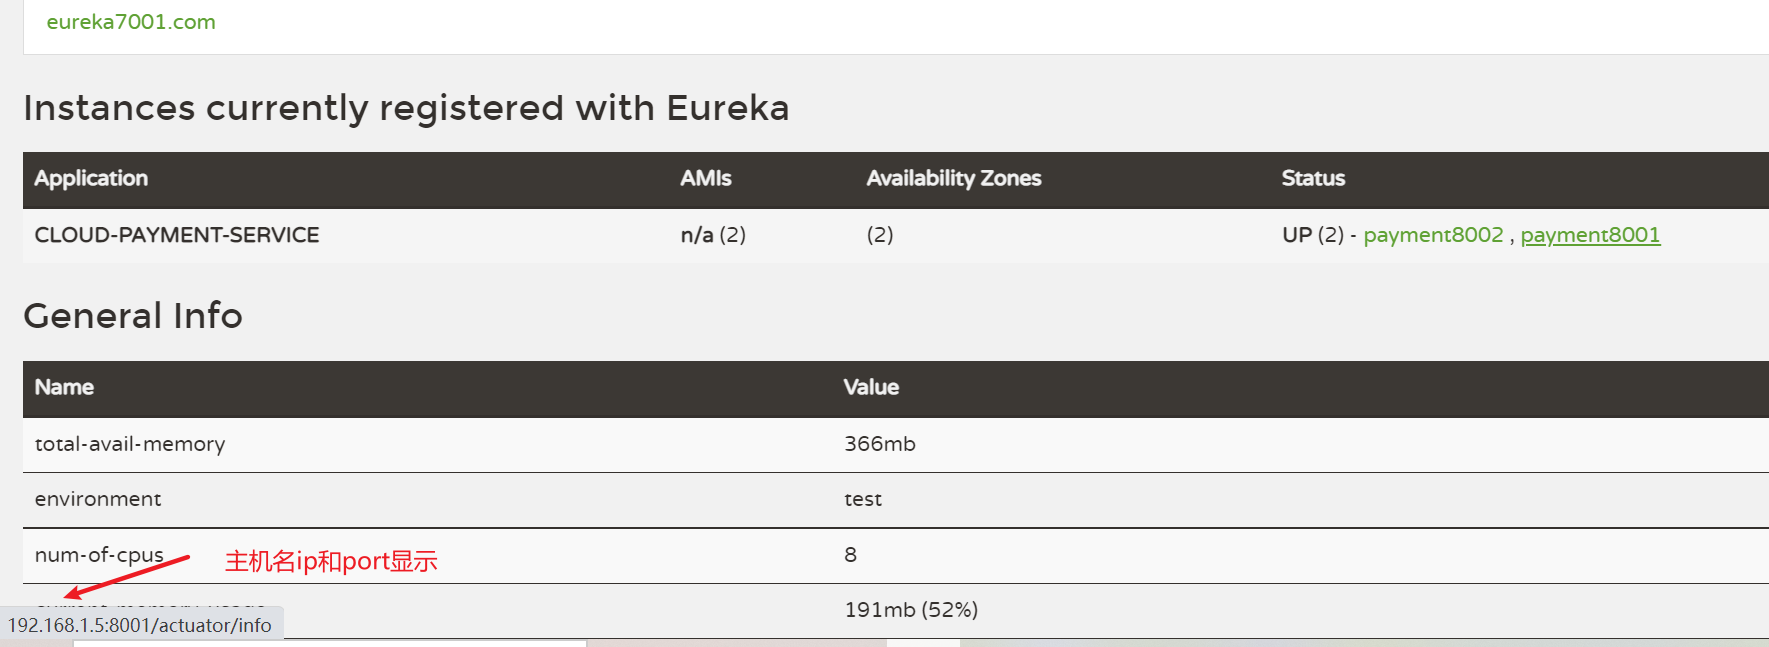 eureka7001.com
Instances currently registered with Eureka
Application AMIs Availability Zones Status
CLOUD-PAYMENT-SERVICE n/a (2) (2) UP (2) - payment8002 , payment8001
General Info
Name Value
total-avail-memory 366mb
environment test
num-of-cpus 8
主机名ip和port显示
191mb (52%)
192.168.1.5:8001/actuator/info